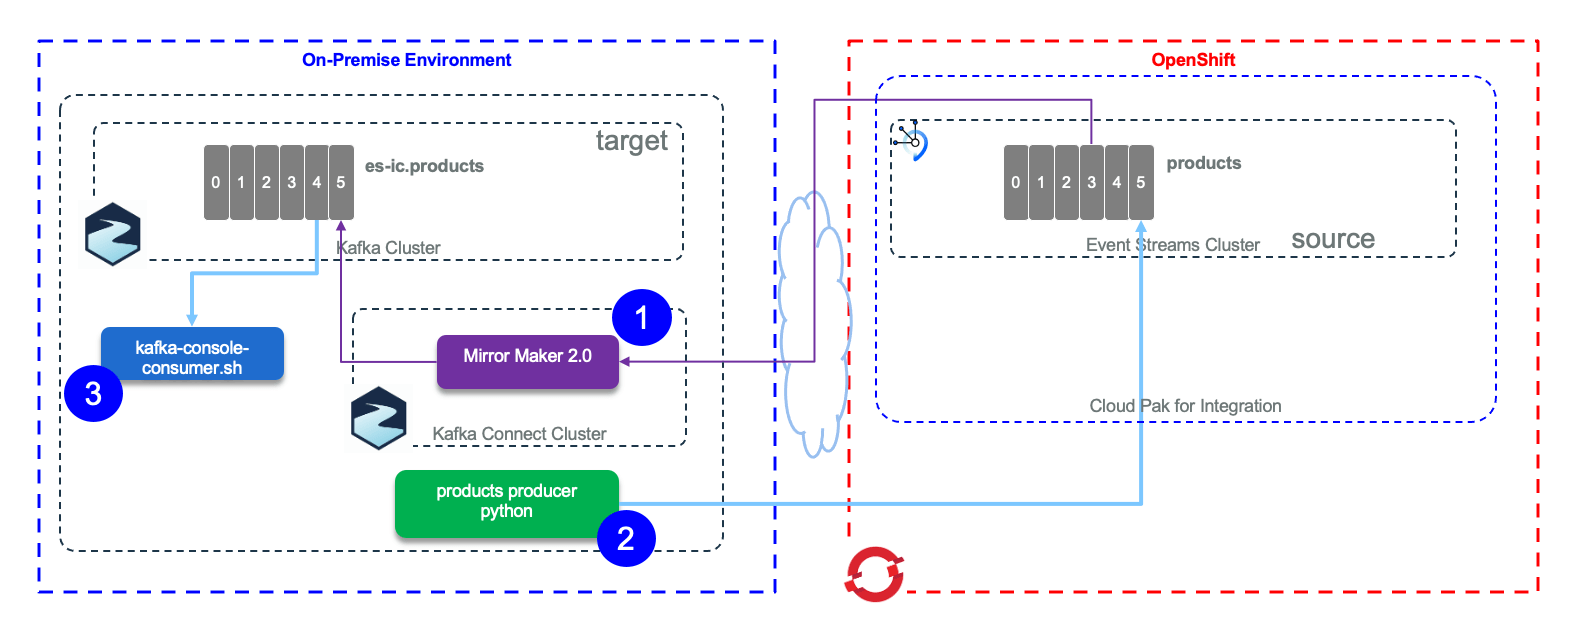 On-Premise Environment
OpenShift
target
0 1 2 3 4 5
es-ic.products
Kafka Cluster
0 1 2 3 4 5
products
Event Streams Cluster
source
1
Mirror Maker 2.0
kafka-console-
consumer.sh
3
Kafka Connect Cluster
Cloud Pak for Integration
products producer
python
2